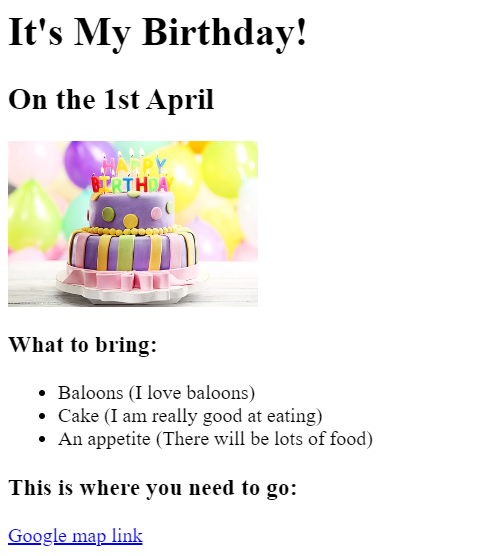 It's My Birthday!
On the 1st April
HAPPY
BIRTHDAY
What to bring:
Baloons (I love baloons)
Cake (I am really good at eating)
An appetite (There will be lots of food)
This is where you need to go:
Google map link